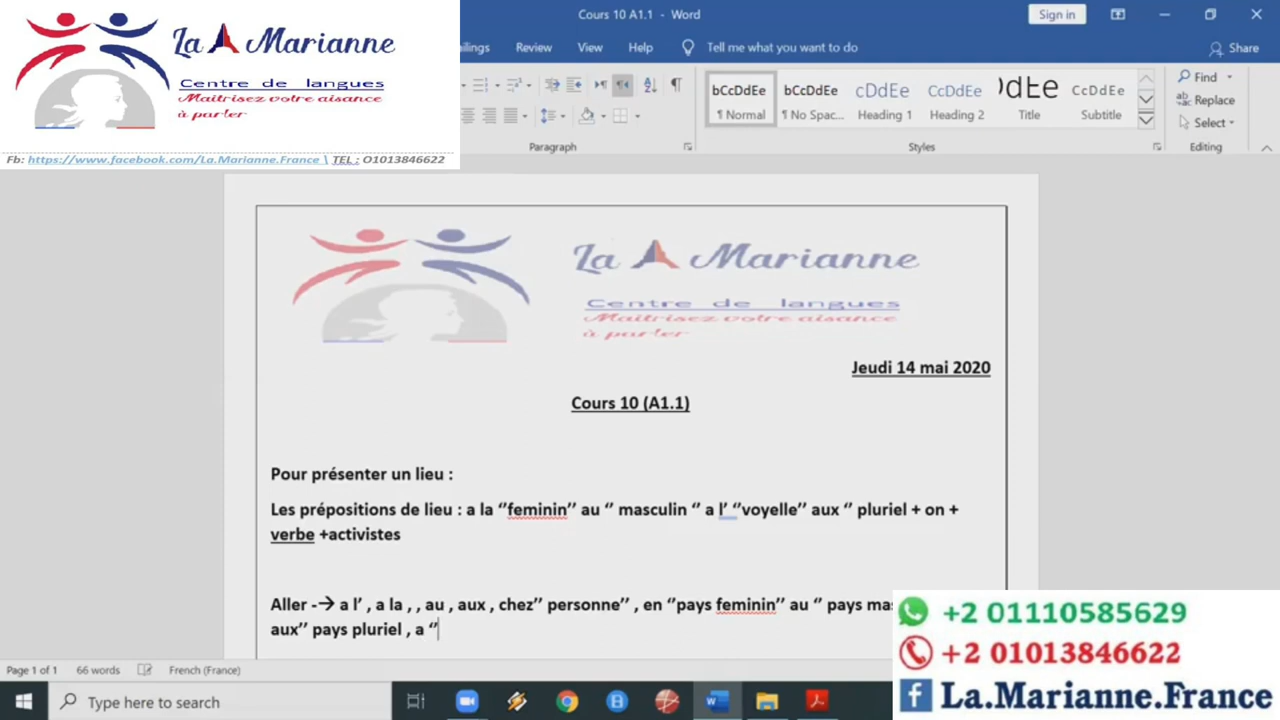 La Marianne
Centre de langues
Maîtrisez votre aisance
à parler
Fb: https://www.facebook.com/La.Marianne.France \ TEL : O1013846622
Cours 10 A1.1 - Word
Sign in
ailings Review View Help Tell me what you want to do
Share
bCcDdEe bCcDdEe cDdEe CcDdEe DdEe CcDdEe
¶ Normal ¶ No Spac... Heading 1 Heading 2 Title Subtitle
Find
Replace
Select
Paragraph Styles Editing
La Marianne
Centre de langues
Maîtrisez votre aisance
à parler
Jeudi 14 mai 2020
Cours 10 (A1.1)
Pour présenter un lieu :
Les prépositions de lieu : a la ‘’feminin’’ au ‘’ masculin ‘’ a l’ ‘’voyelle’’ aux ‘’ pluriel + on +
verbe +activistes
Aller -→ a l’ , a la , , au , aux , chez’’ personne’’ , en ‘’pays feminin’’ au ‘’ pays mas
aux’’ pays pluriel , a ‘’
+2 01110585629
+2 01013846622
La.Marianne.France
Page 1 of 1 66 words French (France)
Type here to search